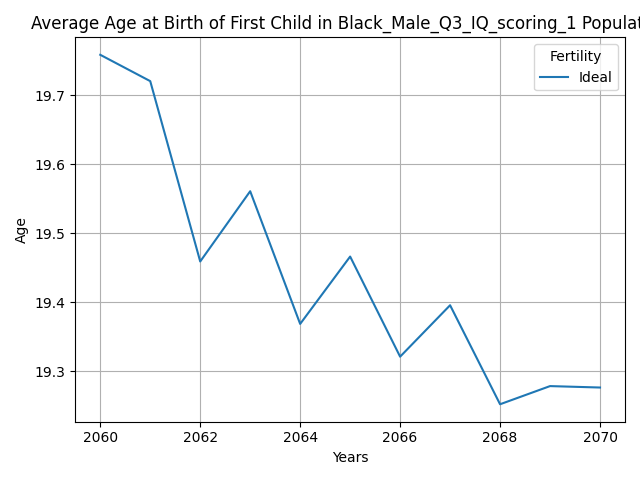 Average Age at Birth of First Child in Black_Male_Q3_IQ_scoring_1 Populat
Fertility
Ideal
19.7
19.6
19.5
19.4
19.3
Age
2060 2062 2064 2066 2068 2070
Years